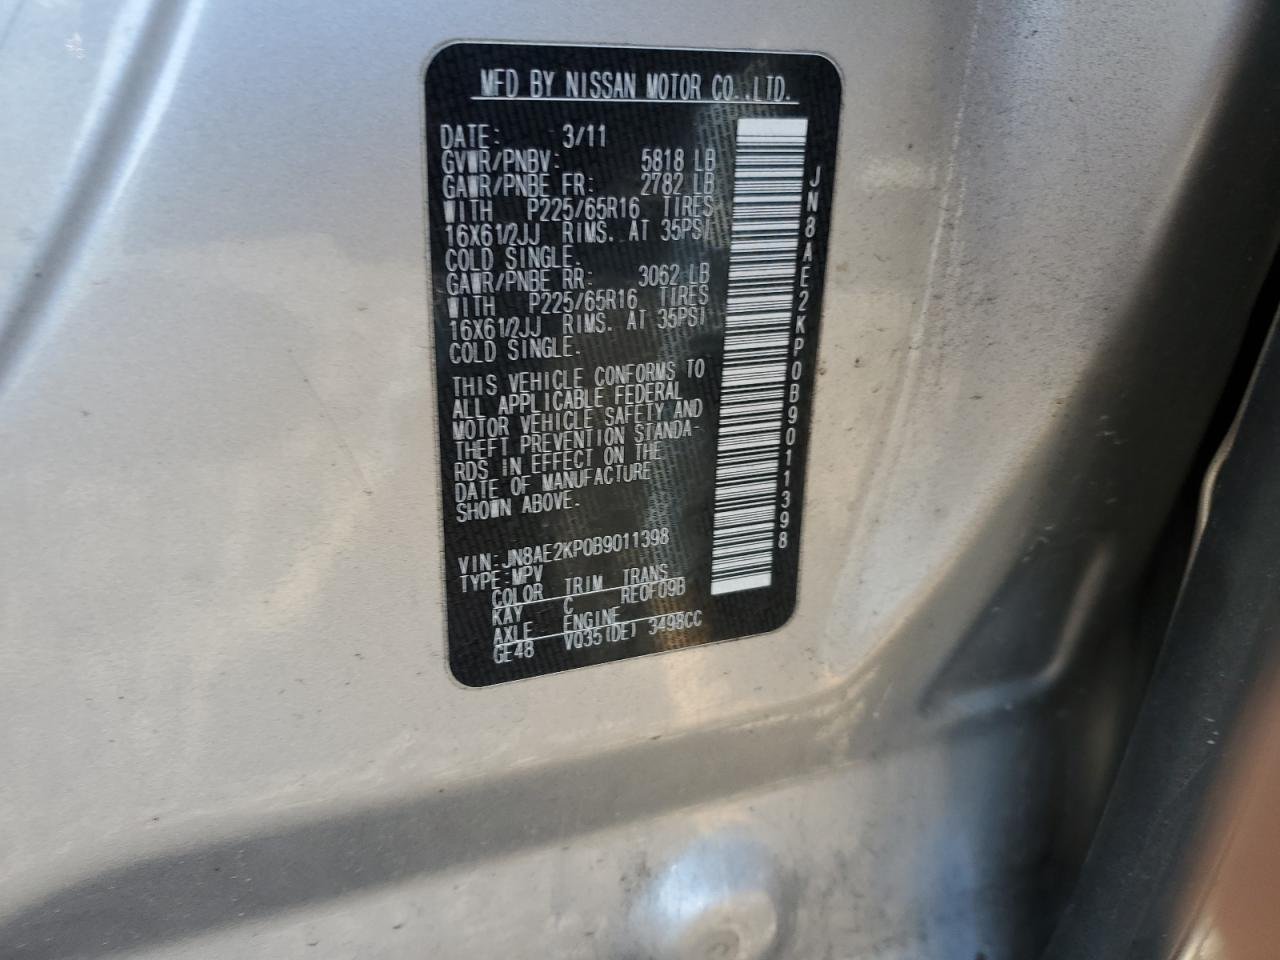 MFD BY NISSAN MOTOR CO.,LTD.
DATE: 3/11
GVWR/PNBV: 5818 LB
GAWR/PNBE FR: 2782 LB
WITH P225/65R16 TIRES
16X61/2JJ RIMS. AT 35PSI
COLD SINGLE.
GAWR/PNBE RR: 3062 LB
WITH P225/65R16 TIRES
16X61/2JJ RIMS. AT 35PSI
COLD SINGLE.
THIS VEHICLE CONFORMS TO
ALL APPLICABLE FEDERAL
MOTOR VEHICLE SAFETY AND
THEFT PREVENTION STANDA-
RDS IN EFFECT ON THE
DATE OF MANUFACTURE
SHOWN ABOVE.
VIN:JN8AE2KP0B9011398
TYPE:MPV
COLOR TRIM TRANS
KAY C RE0F09B
AXLE ENGINE
GE48 VQ35(DE) 3498CC
JN8AE2KP0B9011398